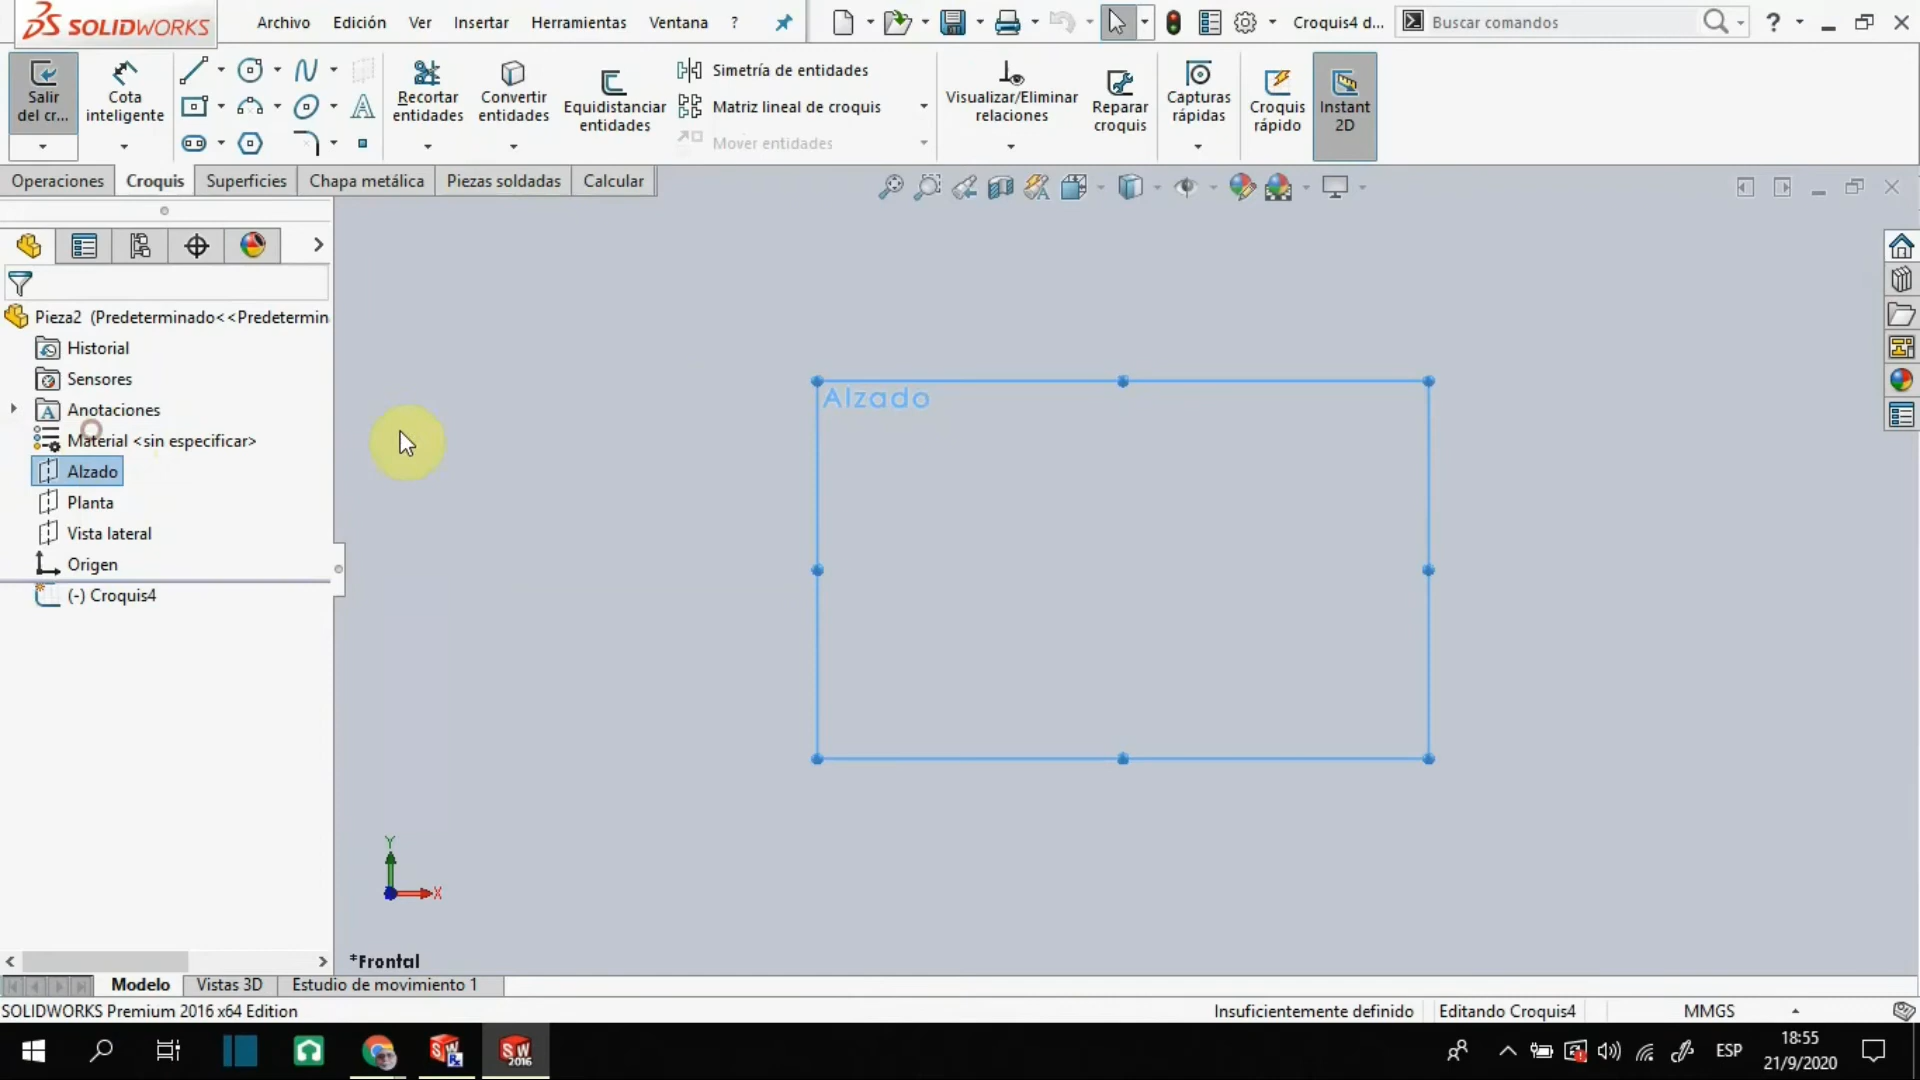 SOLIDWORKS
Archivo Edición Ver Insertar Herramientas Ventana ?
Croquis4 d...
Buscar comandos
?
Salir
del cr...
Cota
inteligente
Recortar
entidades
Convertir
entidades
Equidistanciar
entidades
Simetría de entidades
Matriz lineal de croquis
Mover entidades
Visualizar/Eliminar
relaciones
Reparar
croquis
Capturas
rápidas
Croquis
rápido
Instant
2D
Operaciones Croquis Superficies Chapa metálica Piezas soldadas Calcular
Pieza2 (Predeterminado<<Predetermin
Historial
Sensores
Anotaciones
Material <sin especificar>
Alzado
Planta
Vista lateral
Origen
(-) Croquis4
Alzado
Y
X
*Frontal
Modelo Vistas 3D Estudio de movimiento 1
SOLIDWORKS Premium 2016 x64 Edition
Insuficientemente definido
Editando Croquis4
MMGS
SW
SW
2016
ESP
18:55
21/9/2020